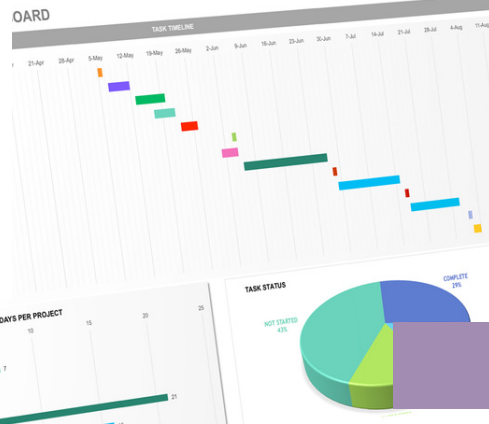 OARD
TASK TIMELINE
21-Apr 28-Apr 5-May 12-May 19-May 26-May 2-Jun 9-Jun 16-Jun 23-Jun 30-Jun 7-Jul 14-Jul 21-Jul 28-Jul 4-Aug 11-Aug
DAYS PER PROJECT
10 15 20 25
7
21
TASK STATUS
COMPLETE
29%
NOT STARTED
43%